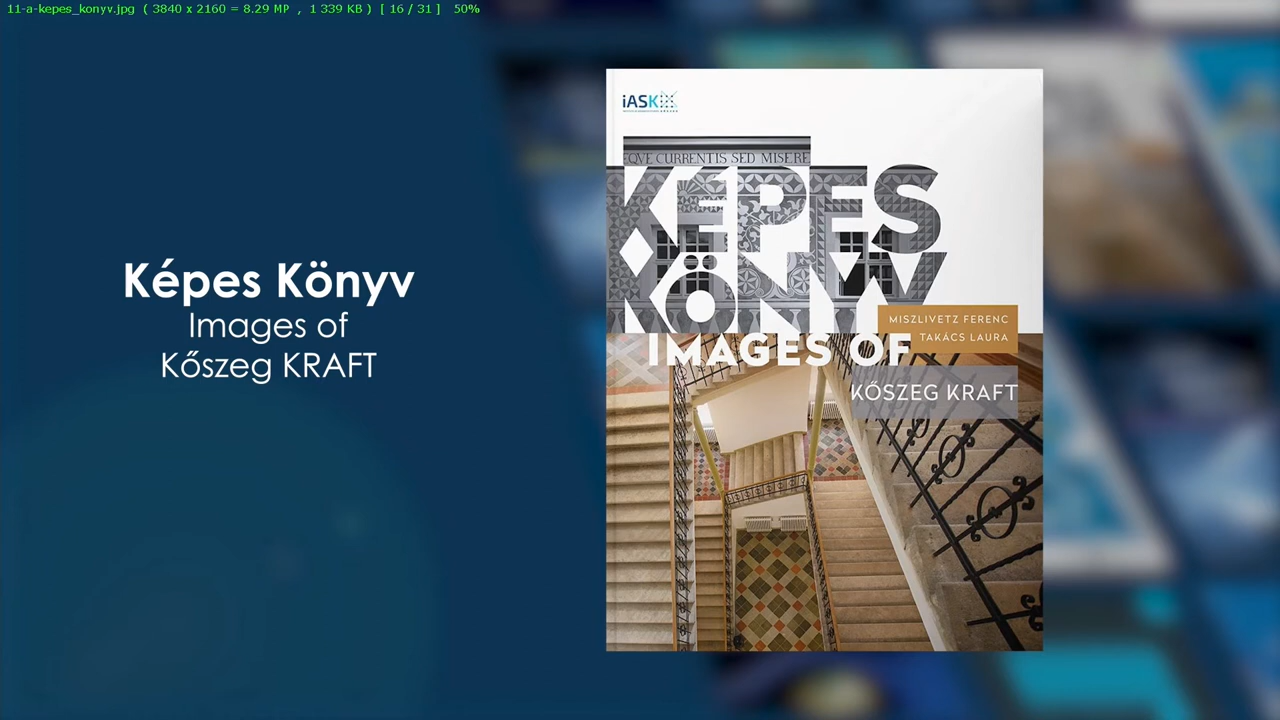 11-a-kepes_konyv.jpg ( 3840 x 2160 = 8.29 MP , 1 339 KB ) [ 16 / 31 ] 50%
Képes Könyv
Images of
Kőszeg KRAFT
iASK
EQVE CURRENTIS SED MISERE
KÉPES
KÖNYV
MISZLIVETZ FERENC
TAKÁCS LAURA
IMAGES OF
KŐSZEG KRAFT